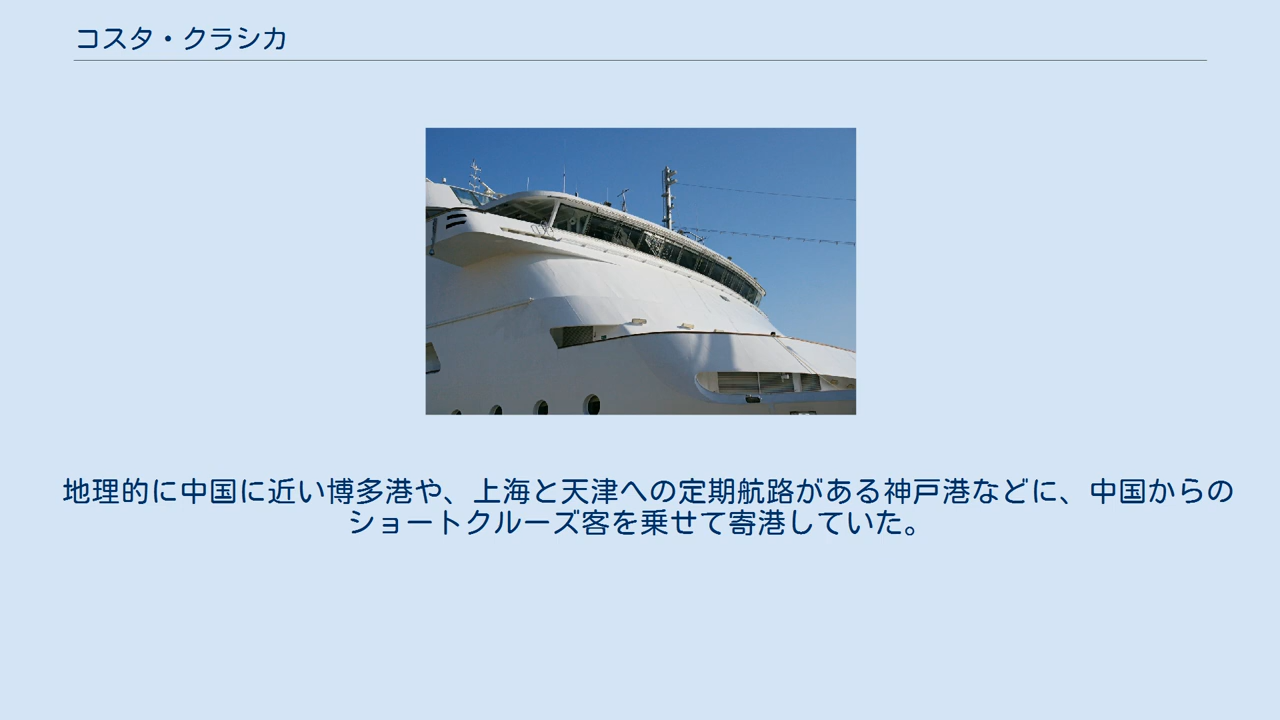 コスタ・クラシカ
地理的に中国に近い博多港や、上海と天津への定期航路がある神戸港などに、中国からの
ショートクルーズ客を乗せて寄港していた。